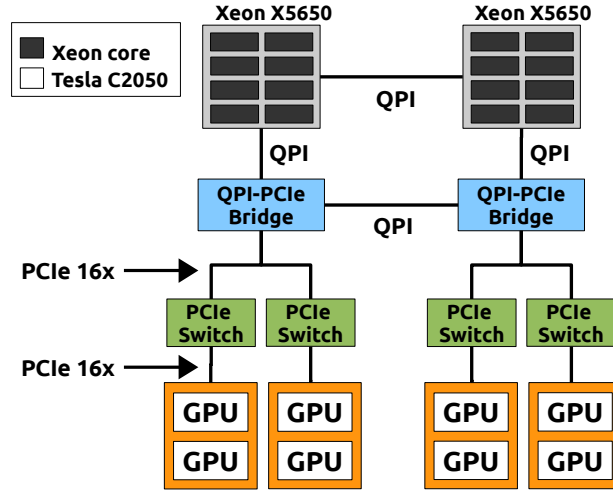 Xeon X5650
Xeon X5650
Xeon core
Tesla C2050
QPI
QPI
QPI
QPI-PCIe
Bridge
QPI-PCIe
Bridge
QPI
PCIe 16x
PCIe
Switch
PCIe
Switch
PCIe
Switch
PCIe
Switch
PCIe 16x
GPU
GPU
GPU
GPU
GPU
GPU
GPU
GPU